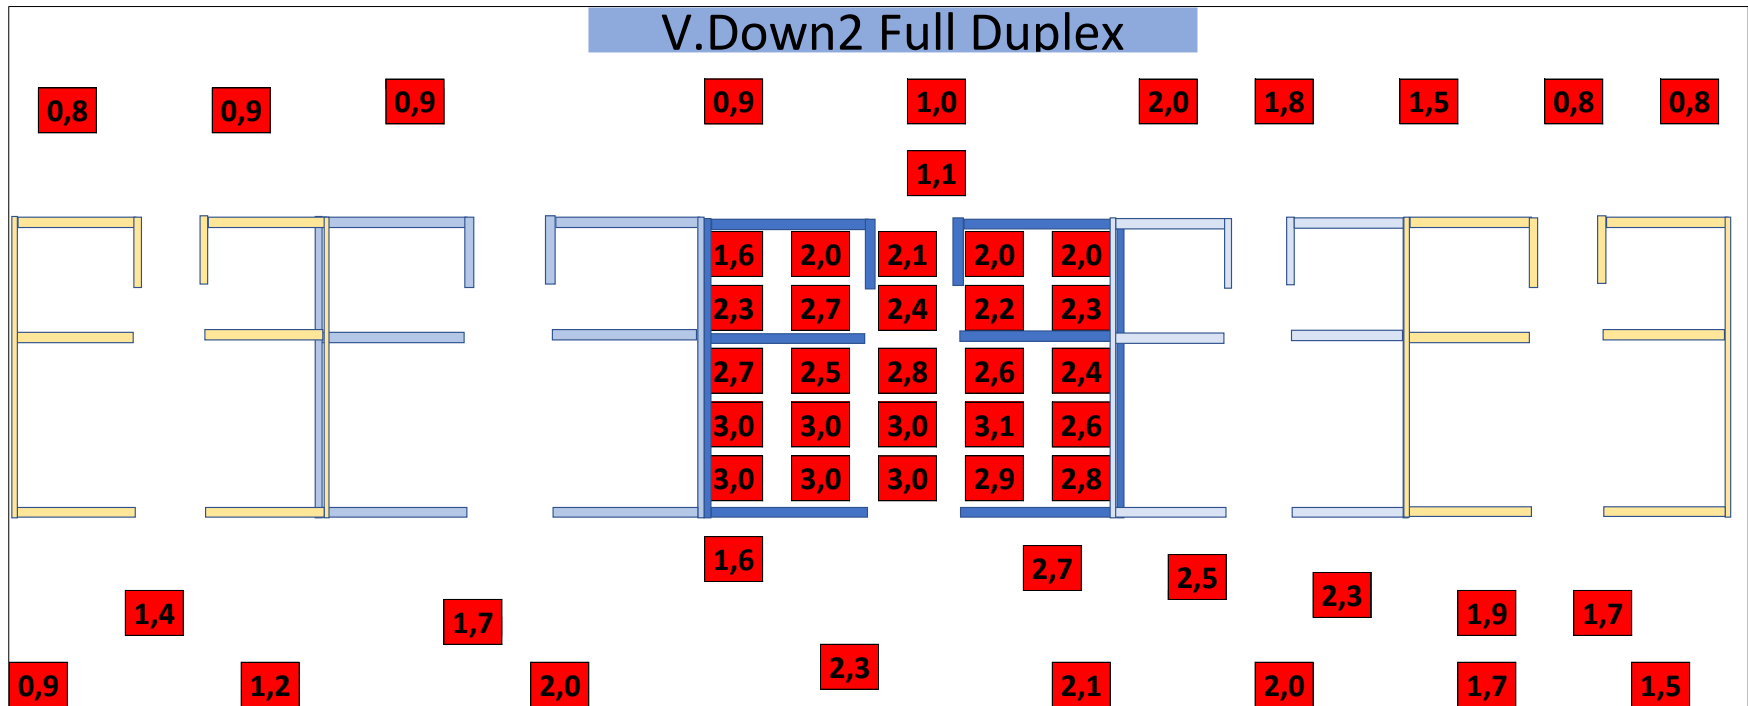 V.Down2 Full Duplex
0,8 0,9 0,9 0,9 1,0 2,0 1,8 1,5 0,8 0,8
1,1
1,6 2,0 2,1 2,0 2,0
2,3 2,7 2,4 2,2 2,3
2,7 2,5 2,8 2,6 2,4
3,0 3,0 3,0 3,1 2,6
3,0 3,0 3,0 2,9 2,8
1,6 2,7 2,5 2,3
1,4 1,7 1,9 1,7
0,9 1,2 2,0 2,3 2,1 2,0 1,7 1,5